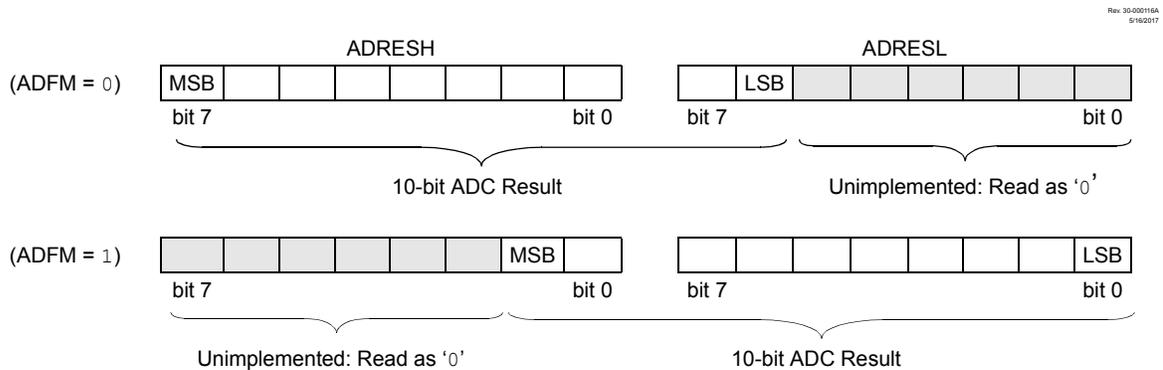 Rev. 30-000116A
5/16/2017
ADRESH ADRESL
(ADFM = 0) MSB LSB
bit 7 bit 0 bit 7 bit 0
10-bit ADC Result Unimplemented: Read as ‘0’
(ADFM = 1) MSB LSB
bit 7 bit 0 bit 7 bit 0
Unimplemented: Read as ‘0’ 10-bit ADC Result